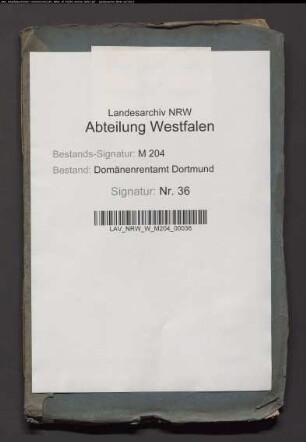 Landesarchiv NRW
Abteilung Westfalen
Bestands-Signatur: M 204
Bestand: Domänenrentamt Dortmund
Signatur: Nr. 36
LAV_NRW_W_M204_00036